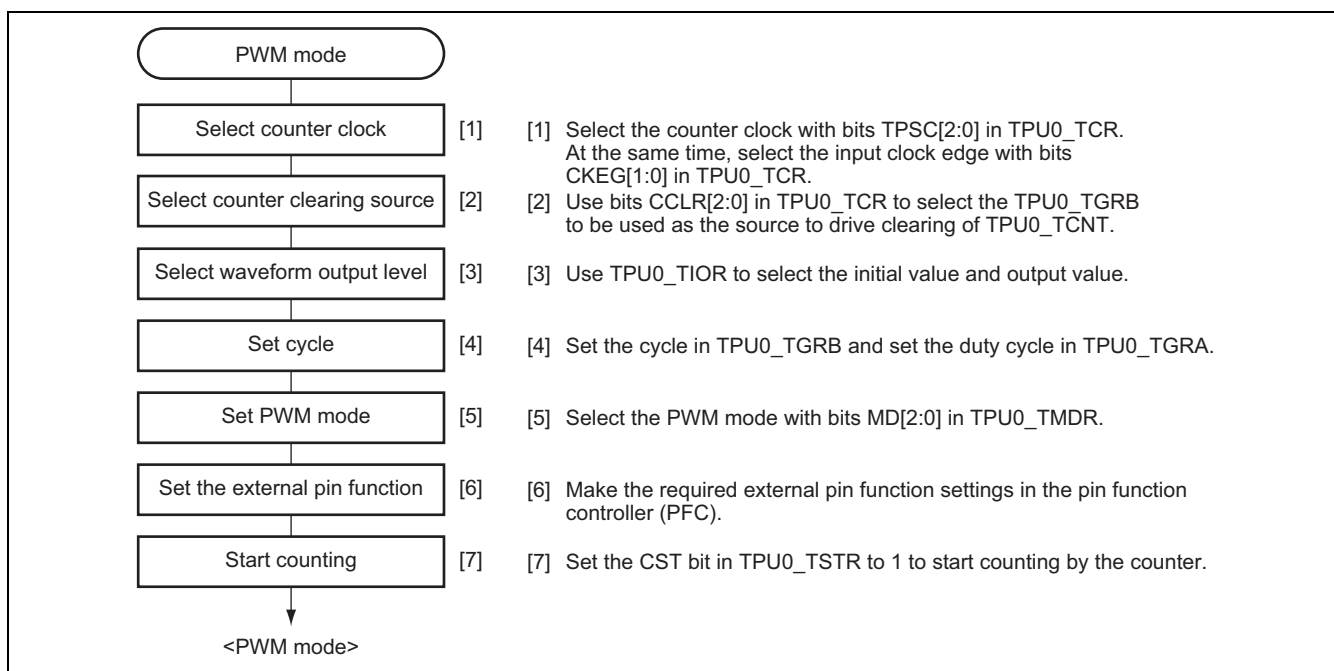 PWM mode
Select counter clock [1] [1] Select the counter clock with bits TPSC[2:0] in TPU0_TCR.
At the same time, select the input clock edge with bits
CKEG[1:0] in TPU0_TCR.
Select counter clearing source [2] [2] Use bits CCLR[2:0] in TPU0_TCR to select the TPU0_TGRB
to be used as the source to drive clearing of TPU0_TCNT.
Select waveform output level [3] [3] Use TPU0_TIOR to select the initial value and output value.
Set cycle [4] [4] Set the cycle in TPU0_TGRB and set the duty cycle in TPU0_TGRA.
Set PWM mode [5] [5] Select the PWM mode with bits MD[2:0] in TPU0_TMDR.
Set the external pin function [6] [6] Make the required external pin function settings in the pin function
controller (PFC).
Start counting [7] [7] Set the CST bit in TPU0_TSTR to 1 to start counting by the counter.
<PWM mode>